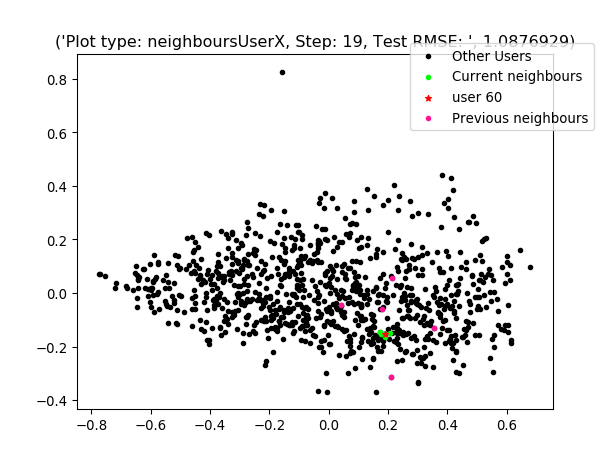 ('Plot type: neighboursUserX, Step: 19, Test RMSE: ', 1.0876929)
Other Users
Current neighbours
user 60
Previous neighbours
0.8
0.6
0.4
0.2
0.0
−0.2
−0.4
−0.8 −0.6 −0.4 −0.2 0.0 0.2 0.4 0.6